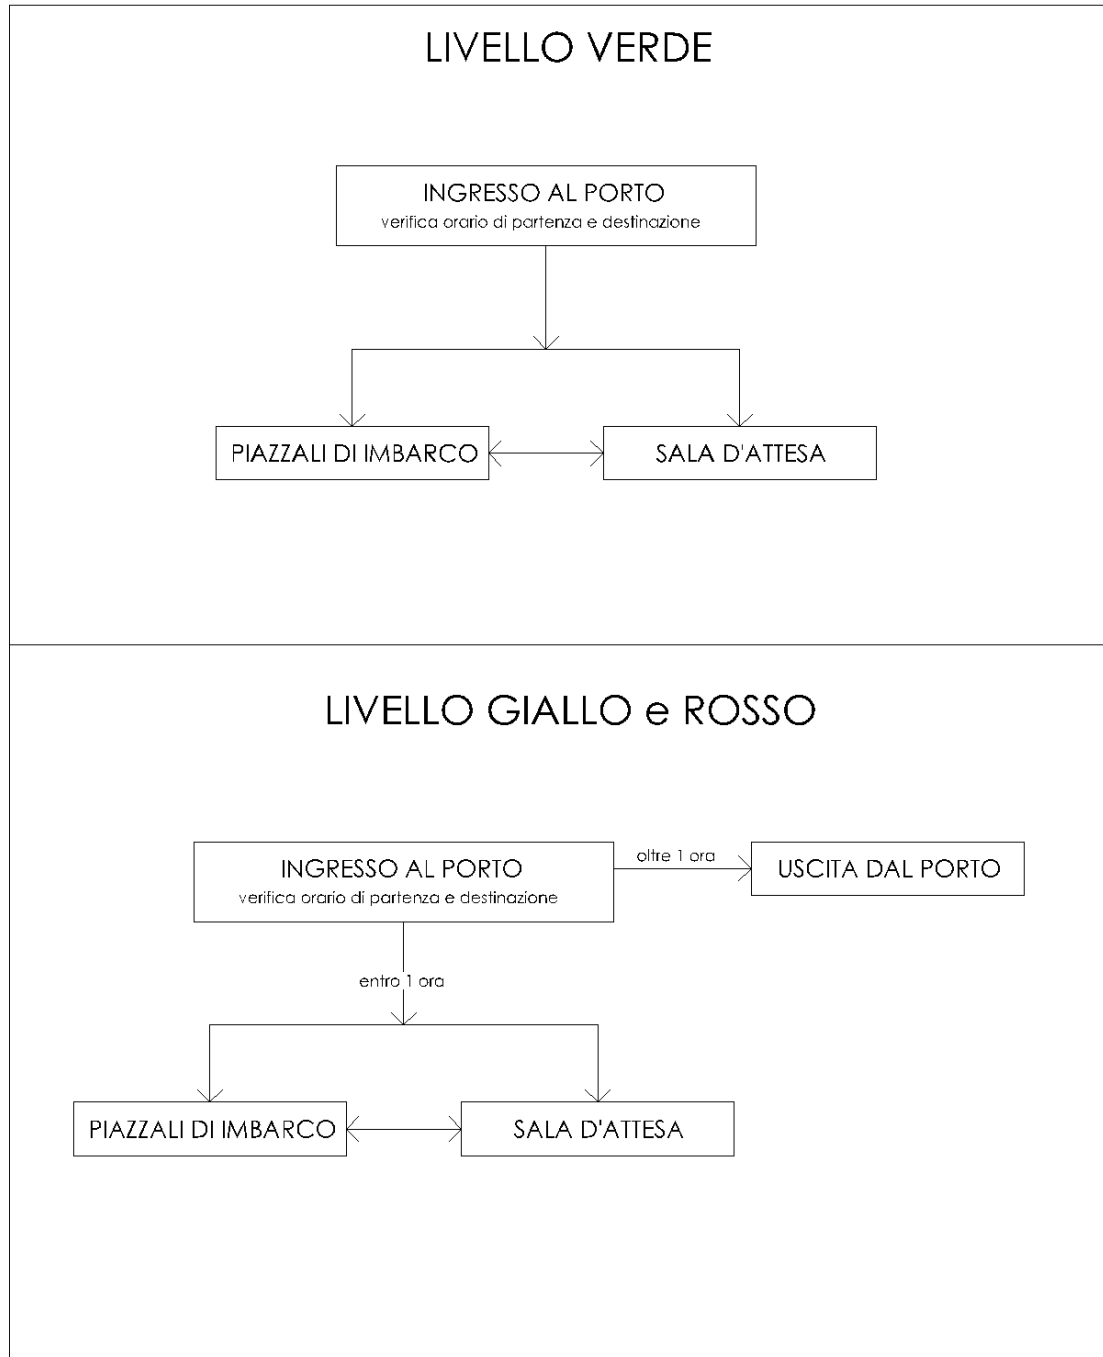 LIVELLO VERDE
INGRESSO AL PORTO
verifica orario di partenza e destinazione
PIAZZALI DI IMBARCO
SALA D'ATTESA
LIVELLO GIALLO e ROSSO
INGRESSO AL PORTO
verifica orario di partenza e destinazione
oltre 1 ora
USCITA DAL PORTO
entro 1 ora
PIAZZALI DI IMBARCO
SALA D'ATTESA